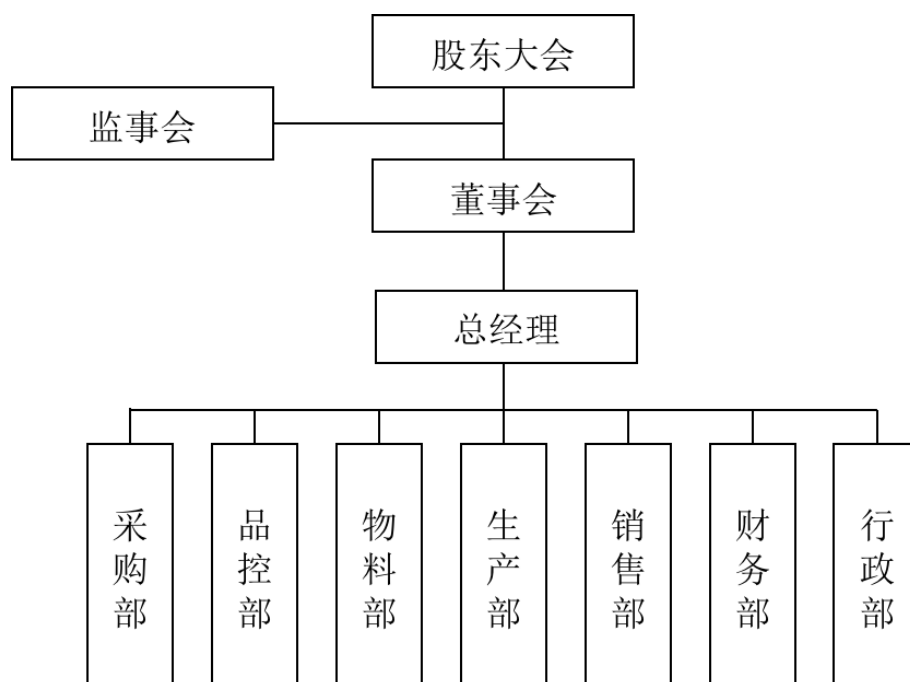 股东大会
监事会
董事会
总经理
采购部
品控部
物料部
生产部
销售部
财务部
行政部